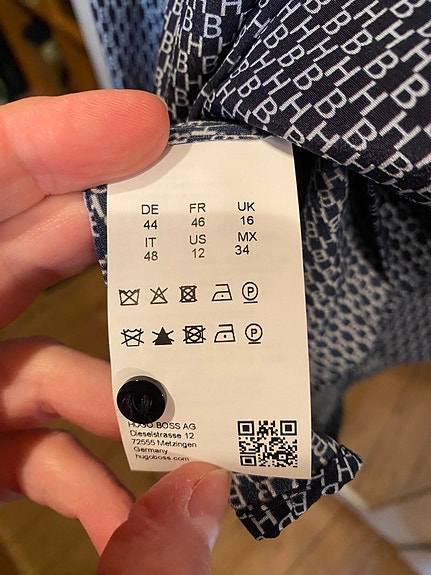 DE FR UK
44 46 16
IT US MX
48 12 34
P
P
HUGO BOSS AG
Dieselstrasse 12
72555 Metzingen
Germany
hugoboss.com